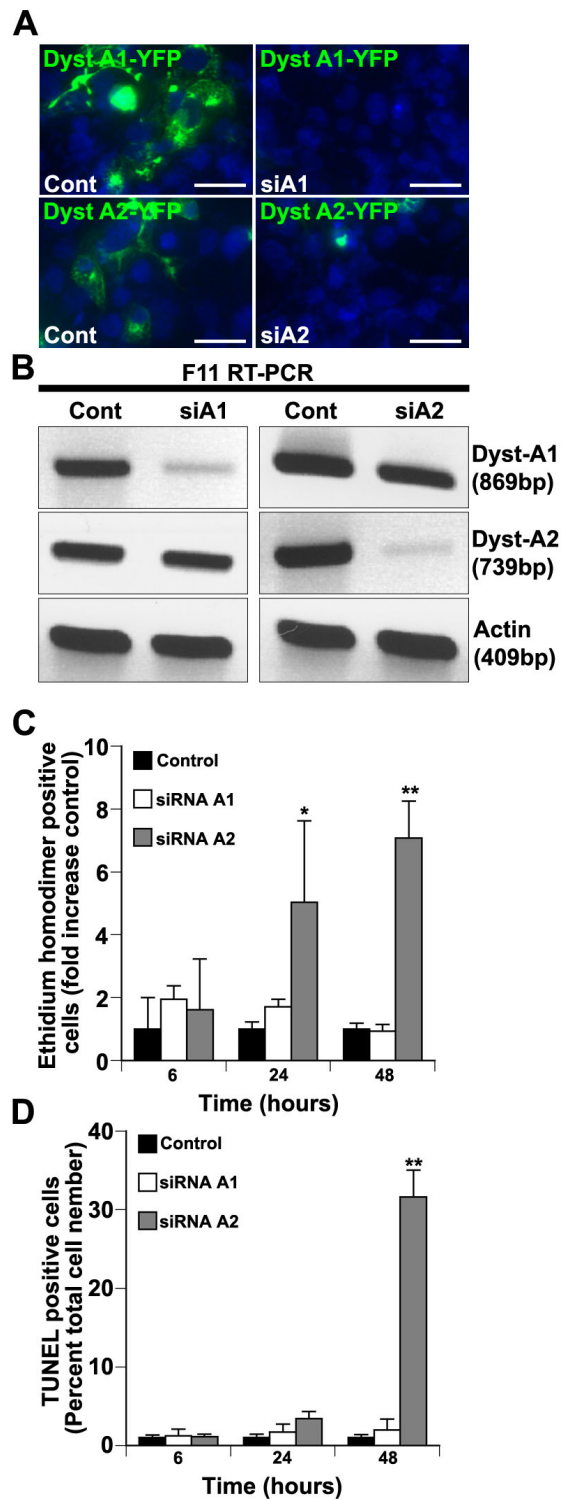 A
Dyst A1-YFP
Dyst A1-YFP
Cont
siA1
Dyst A2-YFP
Dyst A2-YFP
Cont
siA2
B
F11 RT-PCR
Cont
siA1
Cont
siA2
Dyst-A1
(869bp)
Dyst-A2
(739bp)
Actin
(409bp)
C
Ethidium homodimer positive
cells (fold increase control)
10
8
6
4
2
0
Control
siRNA A1
siRNA A2
*
**
6
24
48
Time (hours)
D
TUNEL positive cells
(Percent total cell nember)
40
30
20
10
0
Control
siRNA A1
siRNA A2
**
6
24
48
Time (hours)